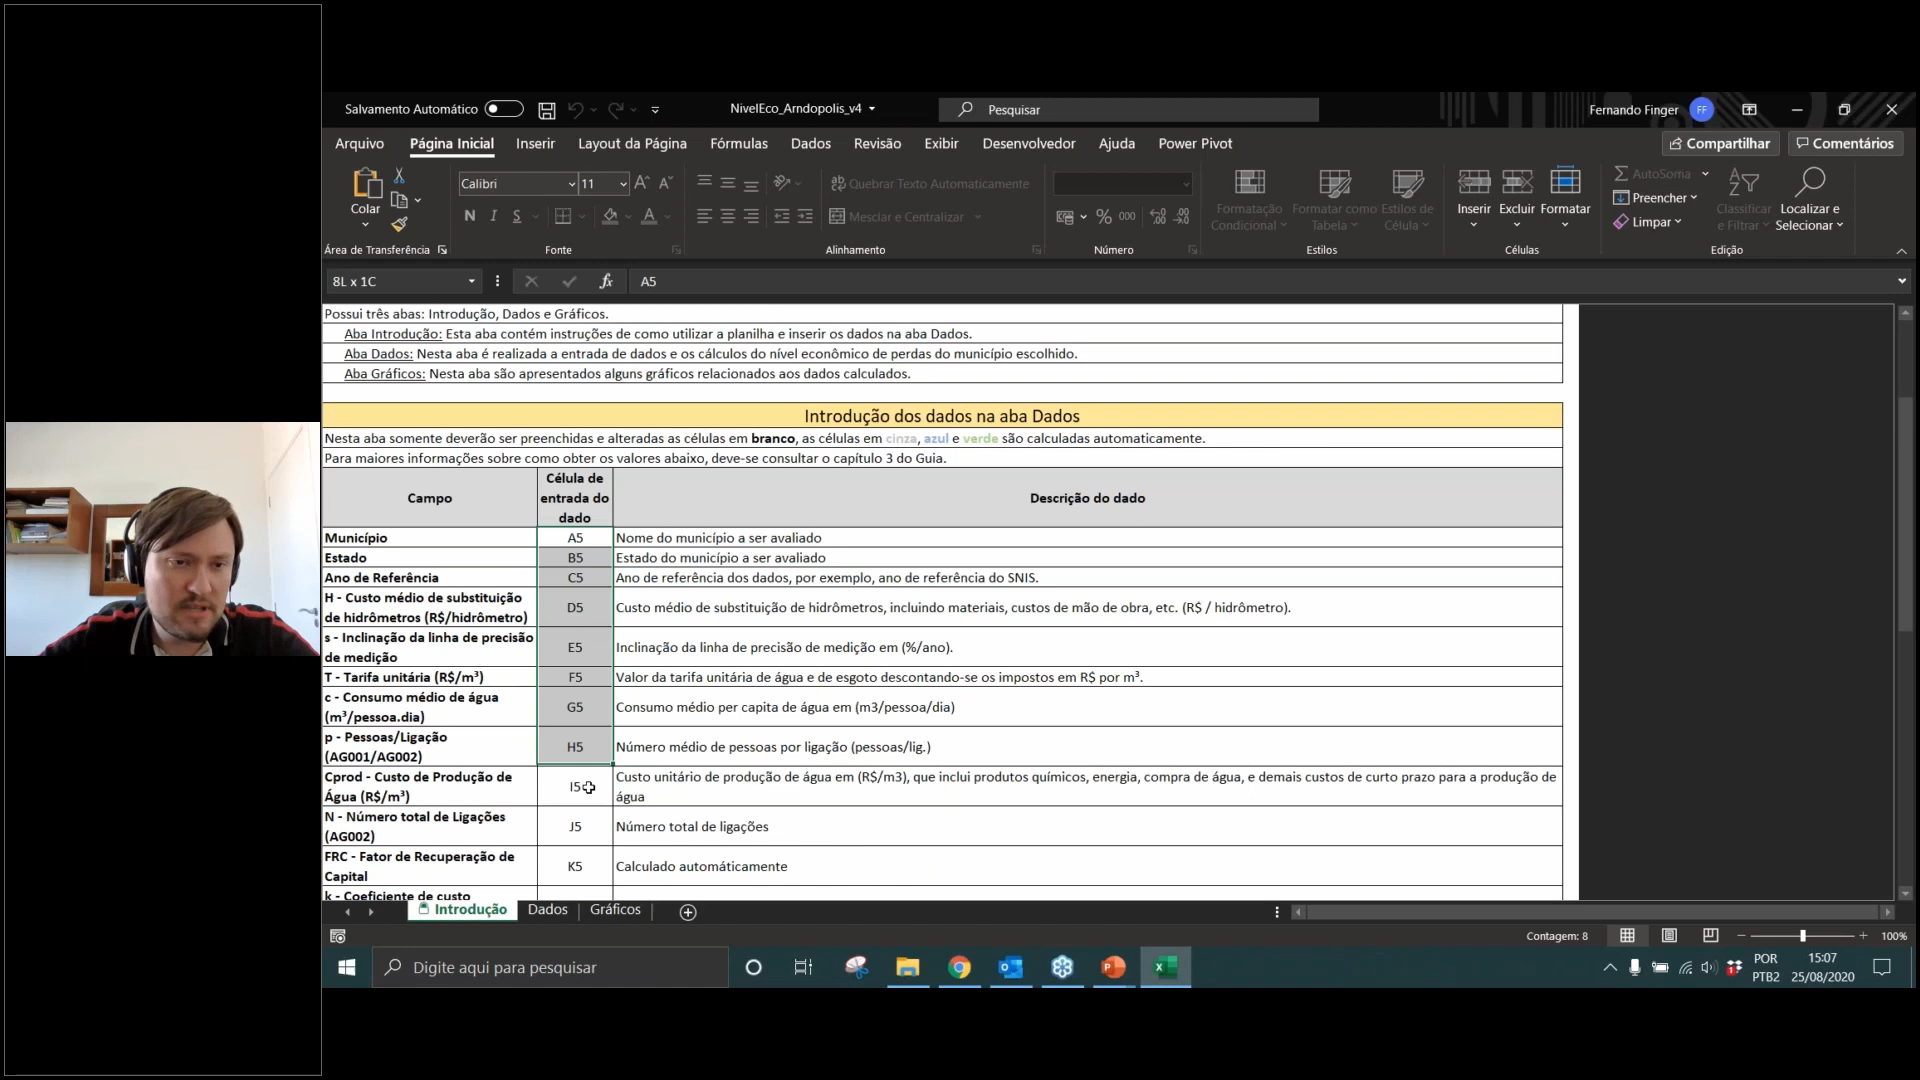 Salvamento Automático
NivelEco_Arndopolis_v4
Pesquisar
Fernando Finger
FF
Arquivo
Página Inicial
Inserir
Layout da Página
Fórmulas
Dados
Revisão
Exibir
Desenvolvedor
Ajuda
Power Pivot
Compartilhar
Comentários
Colar
Área de Transferência
Calibri
11
N I S
Fonte
Quebrar Texto Automaticamente
Mesclar e Centralizar
Alinhamento
% 000
Número
Formatação Condicional
Formatar como Tabela
Estilos de Célula
Estilos
Inserir
Excluir
Formatar
Células
AutoSoma
Preencher
Limpar
Classificar e Filtrar
Localizar e Selecionar
Edição
8L x 1C
fx
A5
Possui três abas: Introdução, Dados e Gráficos.
Aba Introdução: Esta aba contém instruções de como utilizar a planilha e inserir os dados na aba Dados.
Aba Dados: Nesta aba é realizada a entrada de dados e os cálculos do nível econômico de perdas do município escolhido.
Aba Gráficos: Nesta aba são apresentados alguns gráficos relacionados aos dados calculados.
Introdução dos dados na aba Dados
Nesta aba somente deverão ser preenchidas e alteradas as células em branco, as células em cinza, azul e verde são calculadas automaticamente.
Para maiores informações sobre como obter os valores abaixo, deve-se consultar o capítulo 3 do Guia.
Campo
Célula de entrada do dado
Descrição do dado
Município A5 Nome do município a ser avaliado
Estado B5 Estado do município a ser avaliado
Ano de Referência C5 Ano de referência dos dados, por exemplo, ano de referência do SNIS.
H - Custo médio de substituição de hidrômetros (R$/hidrômetro) D5 Custo médio de substituição de hidrômetros, incluindo materiais, custos de mão de obra, etc. (R$ / hidrômetro).
s - Inclinação da linha de precisão de medição E5 Inclinação da linha de precisão de medição em (%/ano).
T - Tarifa unitária (R$/m³) F5 Valor da tarifa unitária de água e de esgoto descontando-se os impostos em R$ por m³.
c - Consumo médio de água (m³/pessoa.dia) G5 Consumo médio per capita de água em (m3/pessoa/dia)
p - Pessoas/Ligação (AG001/AG002) H5 Número médio de pessoas por ligação (pessoas/lig.)
Cprod - Custo de Produção de Água (R$/m³) I5 Custo unitário de produção de água em (R$/m3), que inclui produtos químicos, energia, compra de água, e demais custos de curto prazo para a produção de água
N - Número total de Ligações (AG002) J5 Número total de ligações
FRC - Fator de Recuperação de Capital K5 Calculado automáticamente
k - Coeficiente de custo
Introdução
Dados
Gráficos
Contagem: 8
100%
Digite aqui para pesquisar
POR
PTB2
15:07
25/08/2020